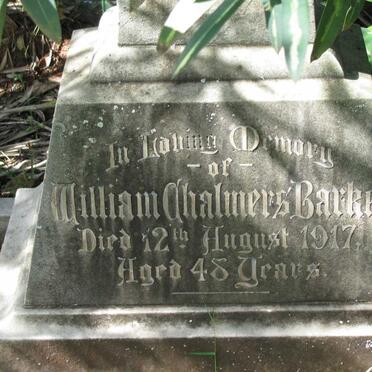 In Loving Memory
- of -
William Chalmers
Died 12th August 1917,
Aged 48 Years.